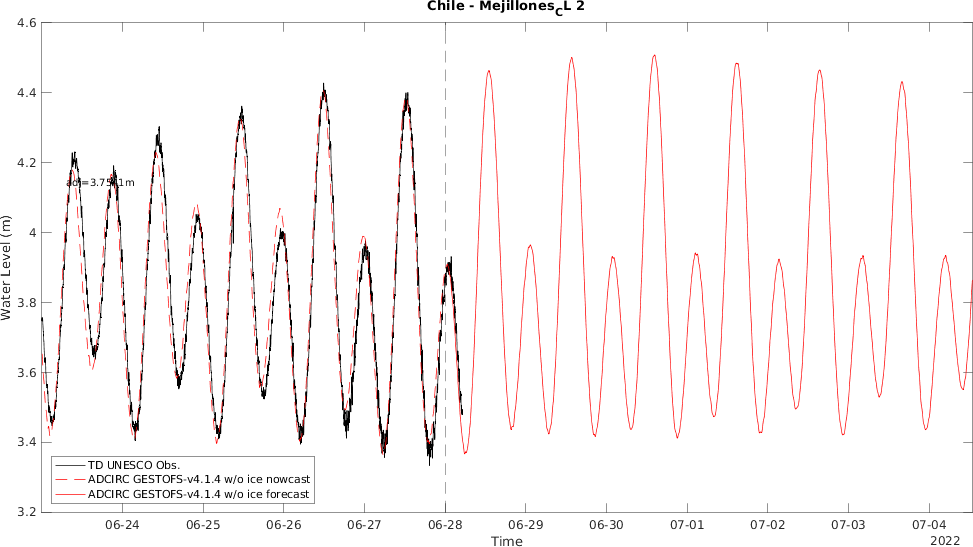 Chile - Mejillones_CL 2
4.6
4.4
4.2
4
3.8
3.6
3.4
3.2
Water Level (m)
TD UNESCO Obs.
ADCIRC GESTOFS-v4.1.4 w/o ice nowcast
ADCIRC GESTOFS-v4.1.4 w/o ice forecast
06-24 06-25 06-26 06-27 06-28 06-29 06-30 07-01 07-02 07-03 07-04
Time
2022